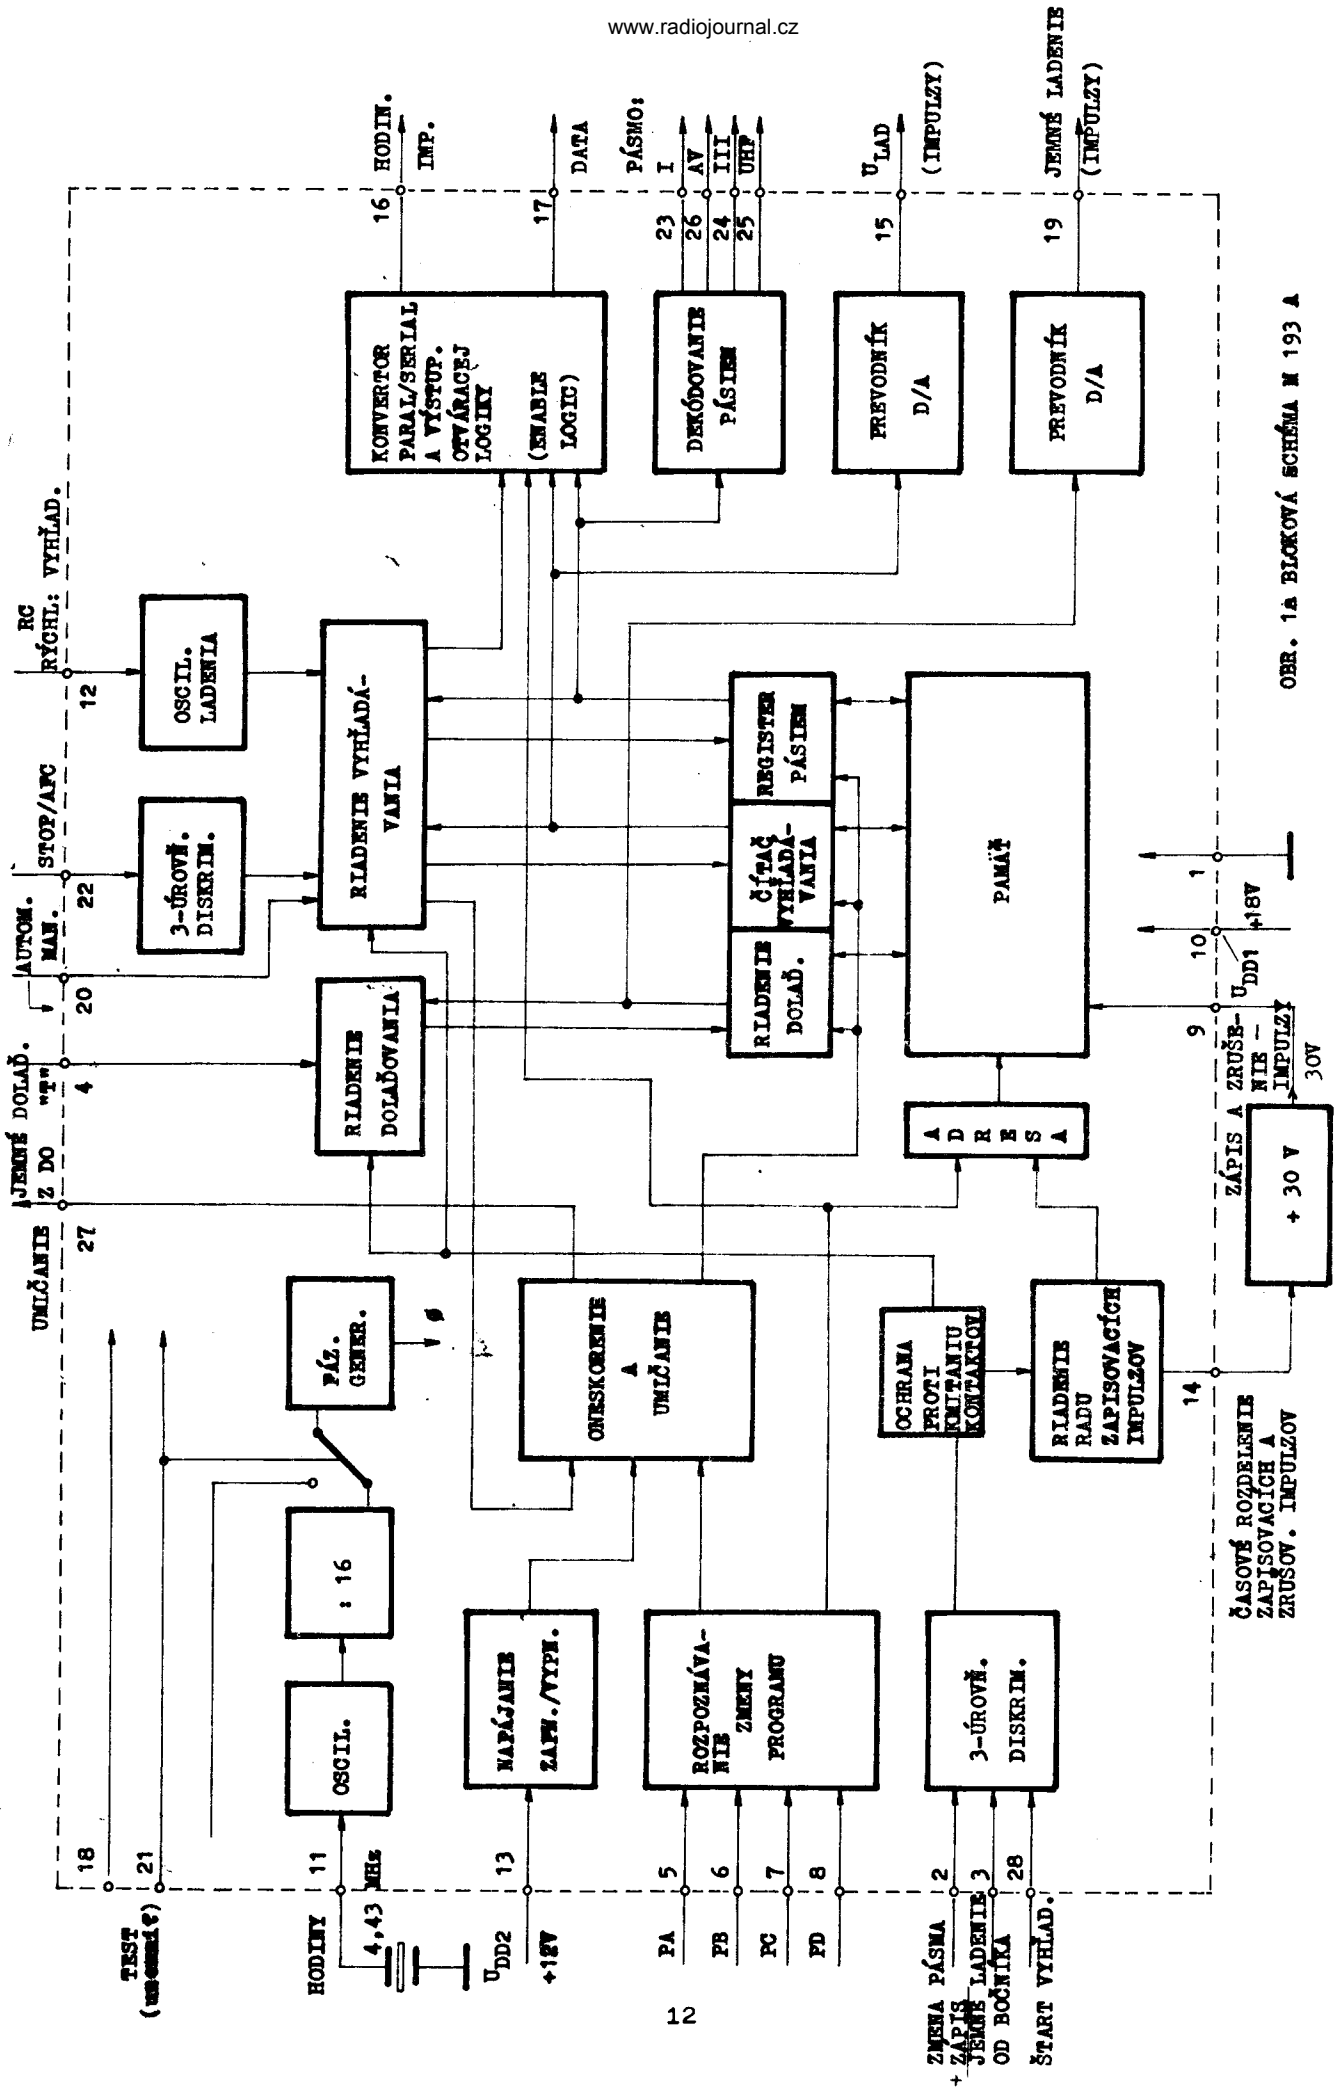 www.radiojournal.cz
TEST
18
21
HODINY
4,43
MHz
11
OSCIL.
: 16
FÁZ.
GENER.
Ø
UMLČANIE
27
JEMNÉ DOLAĎ.
Z DO "T"
4
AUTOM.
MAN.
20
STOP/AFC
22
RC
RÝCHL: VYHĽAD.
12
RIADENIE
DOLAĎOVANIA
3-ÚROVŇ.
DISKRIM.
OSCIL.
LADENIA
RIADENIE VYHĽADÁ-
VANIA
UDD2
+12V
13
NAPÁJANIE
ZAPN./VYPN.
ONESKORENIE
A
UMLČANIE
KONVERTOR
PARAL/SERIAL
A VÝSTUP.
OTVÁRACEJ
LOGIKY
(ENABLE
LOGIC)
16
HODIN.
IMP.
17
DATA
PA
5
PB
6
PC
7
PD
8
ROZPOZNÁVA-
NIE
ZMENY
PROGRAMU
RIADENIE
DOLAĎ.
ČÍTAČ
VYHĽADÁ-
VANIA
REGISTER
PÁSIEM
DEKÓDOVANIE
PÁSIEM
PÁSMO:
23
I
26
AV
24
III
25
UHF
ZMENA PÁSMA
+ ZÁPIS
2
JEMNÉ LADENIE
OD BOČNÍKA
3
ŠTART VYHĽAD.
28
3-ÚROVŇ.
DISKRIM.
OCHRANA
PROTI
KMITANIU
KONTAKTOV
RIADENIE
RADU
ZAPISOVACÍCH
IMPULZOV
ADRESA
PAMÄŤ
PREVODNÍK
D/A
15
ULAD
(IMPULZY)
PREVODNÍK
D/A
19
JEMNÉ LADENIE
(IMPULZY)
14
ČASOVÉ ROZDELENIE
ZAPISOVACÍCH A
ZRUŠOV. IMPULZOV
+ 30 V
ZÁPIS A ZRUŠE-
NIE -
IMPULZY
30V
9
10
UDD1
+18V
1
OBR. 1a BLOKOVÁ SCHÉMA M 193 A
12